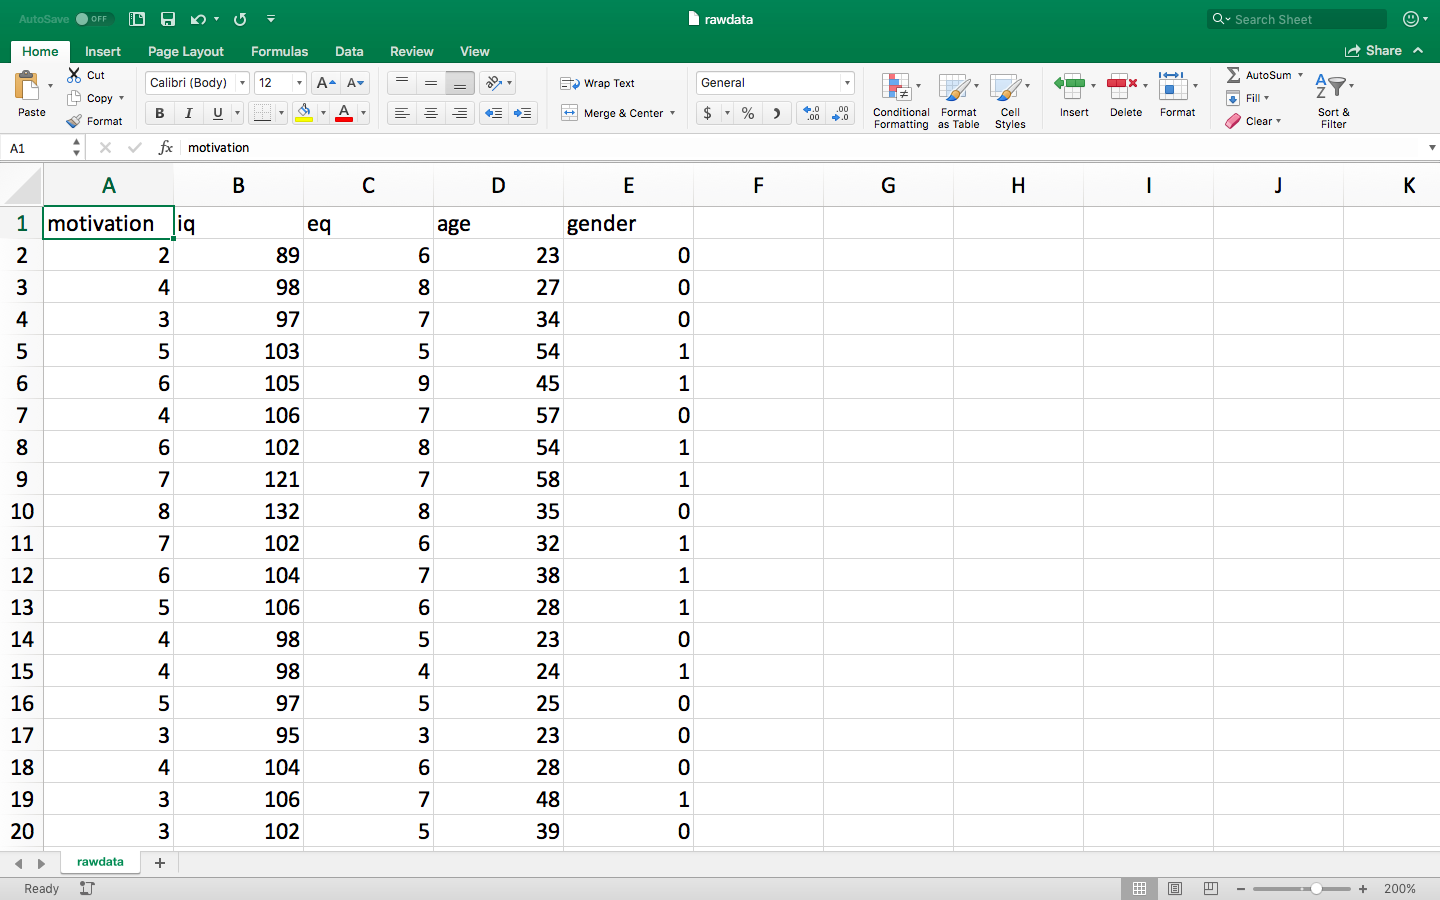 AutoSave OFF rawdata Search Sheet
Home Insert Page Layout Formulas Data Review View Share
Paste Cut Copy Format
Calibri (Body) 12 A A
B I U A
ab
Wrap Text
Merge & Center
General
$ % .0 .00 .00 .0
Conditional Formatting
Format as Table
Cell Styles
Insert Delete Format
AutoSum
Fill
Clear
A Z
Sort & Filter
A1 fx motivation
A B C D E F G H I J K
1 motivation iq eq age gender
2 2 89 6 23 0
3 4 98 8 27 0
4 3 97 7 34 0
5 5 103 5 54 1
6 6 105 9 45 1
7 4 106 7 57 0
8 6 102 8 54 1
9 7 121 7 58 1
10 8 132 8 35 0
11 7 102 6 32 1
12 6 104 7 38 1
13 5 106 6 28 1
14 4 98 5 23 0
15 4 98 4 24 1
16 5 97 5 25 0
17 3 95 3 23 0
18 4 104 6 28 0
19 3 106 7 48 1
20 3 102 5 39 0
rawdata +
Ready 200%